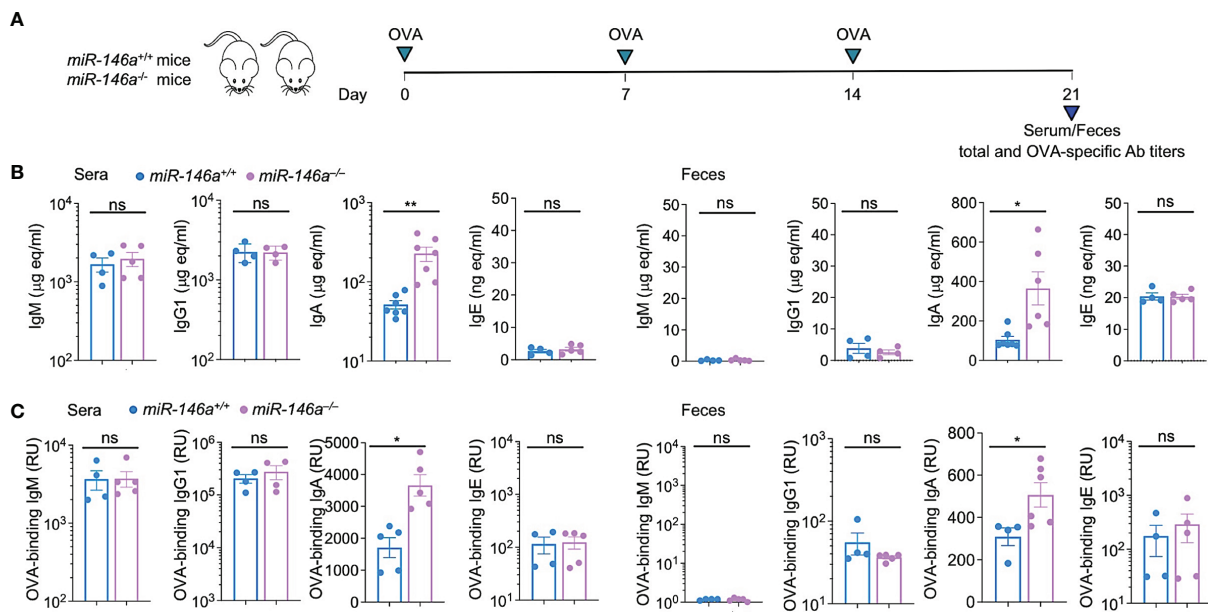 A
miR-146a+/+ mice
miR-146a-/- mice
OVA OVA OVA
Day 0 7 14 21
Serum/Feces
total and OVA-specific Ab titers
B
Sera miR-146a+/+ miR-146a–/– Feces
ns ns ** ns ns ns * ns
IgM (µg eq/ml) 10⁴ 10³ 10²
IgG1 (µg eq/ml) 10⁴ 10³ 10²
IgA (µg eq/ml) 10³ 10² 10¹
IgE (ng eq/ml) 50 40 30 20 10 0
IgM (µg eq/ml) 50 40 30 20 10 0
IgG1 (µg eq/ml) 50 40 30 20 10 0
IgA (µg eq/ml) 800 600 400 200 0
IgE (ng eq/ml) 50 40 30 20 10 0
C
Sera miR-146a+/+ miR-146a–/– Feces
ns ns * ns ns ns * ns
OVA-binding IgM (RU) 10⁴ 10³ 10²
OVA-binding IgG1 (RU) 10⁶ 10⁵ 10⁴ 10³
OVA-binding IgA (RU) 5000 4000 3000 2000 1000 0
OVA-binding IgE (RU) 10⁴ 10³ 10² 10¹
OVA-binding IgM (RU) 10⁴ 10³ 10² 10¹ 10⁰
OVA-binding IgG1 (RU) 10³ 10² 10¹
OVA-binding IgA (RU) 800 600 400 200 0
OVA-binding IgE (RU) 10⁴ 10³ 10² 10¹